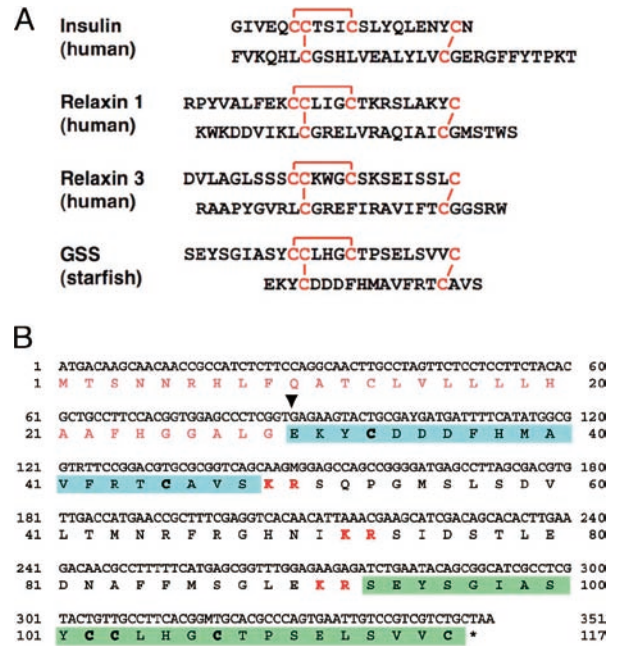 A
Insulin
(human)
GIVEQCCTSICSLYQLENYCN
FVKQHLCGSHLVEALYLVCGERGFFYTPKT
Relaxin 1
(human)
RPYVALFEKCCLIGCTKRSLAKYC
KWKDDVIKLCGRELVRAQIAICGMSTWS
Relaxin 3
(human)
DVLAGLSSSCCKWGCSKSEISSLC
RAAPYGVRLCGREFIRAVIFTCGGSRW
GSS
(starfish)
SEYSGIASYCCLHGCTPSELSVVC
EKYCDDDFHMAVFRTCAVS
B
1 ATGACAAGCAACAACCGCCATCTCTTCCAGGCAACTTGCCTAGTTCTCCTCCTTCTACAC 60
1 M T S N N R H L F Q A T C L V L L L L H 20
61 GCTGCCTTCCACGGTGGAGCCCTCGGTGAGAAGTACTGCGAYGATGATTTTCATATGGCG 120
21 A A F H G G A L G E K Y C D D D F H M A 40
121 GTRTTCCGGACGTGCGCGGTCAGCAAGMGGAGCCAGCCGGGGATGAGCCTTAGCGACGTG 180
41 V F R T C A V S K R S Q P G M S L S D V 60
181 TTGACCATGAACCGCTTTCGAGGTCACAACATTAAACGAAGCATCGACAGCACACTTGAA 240
41 L T M N R F R G H N I K R S I D S T L E 80
241 GACAACGCCTTTTTCATGAGCGGTTTGGAGAAGAGATCTGAATACAGCGGCATCGCCTCG 300
81 D N A F F M S G L E K R S E Y S G I A S 100
301 TACTGTTGCCTTCACGGMTGCACGCCCAGTGAATTGTCCGTCGTCTGCTAA 351
101 Y C C L H G C T P S E L S V V C * 117